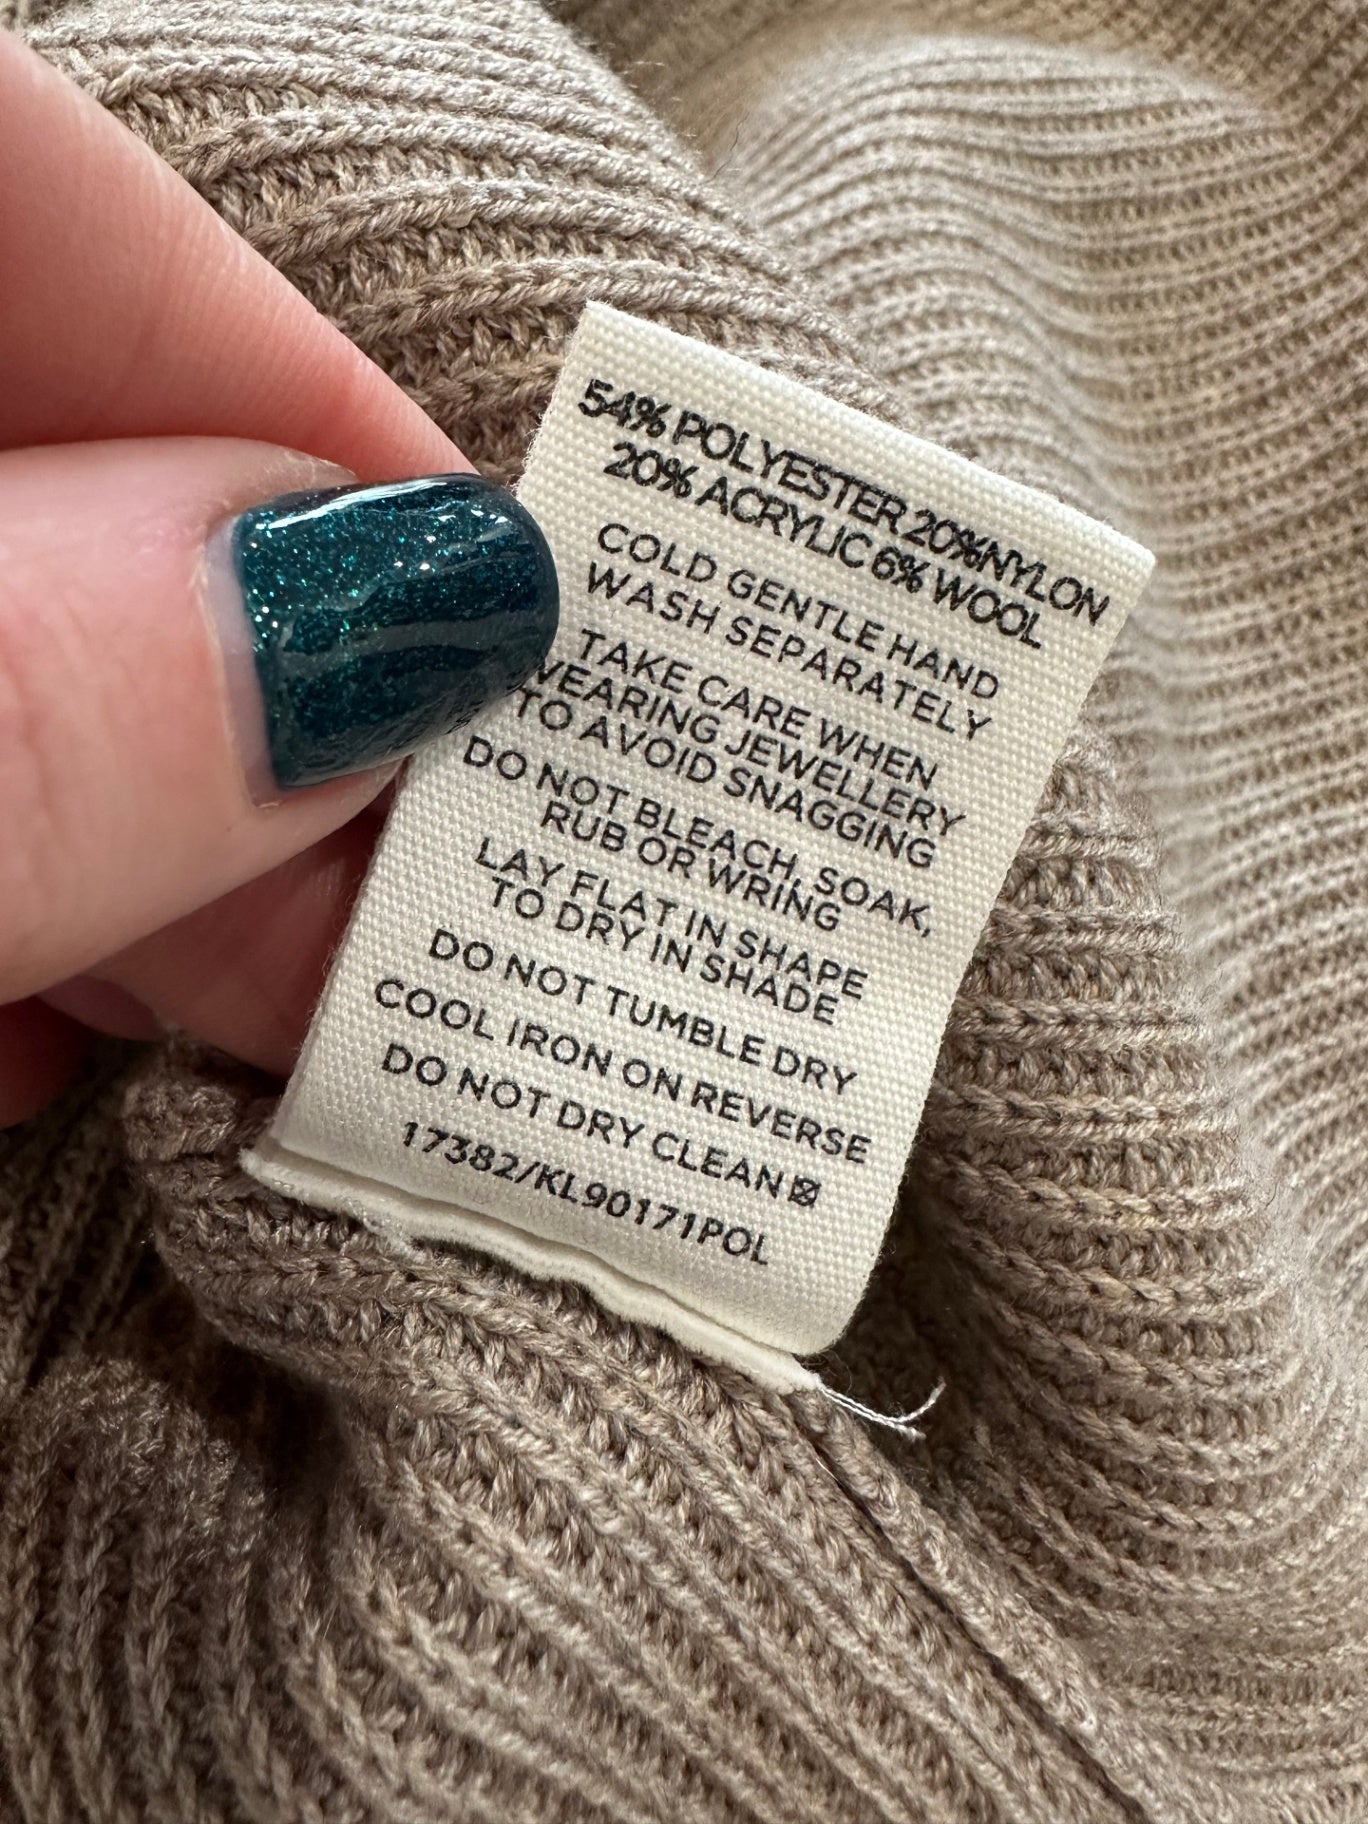 54% POLYESTER 20%NYLON
20% ACRYLIC 6% WOOL
COLD GENTLE HAND
WASH SEPARATELY
TAKE CARE WHEN
WEARING JEWELLERY
TO AVOID SNAGGING
DO NOT BLEACH, SOAK,
RUB OR WRING
LAY FLAT IN SHAPE
TO DRY IN SHADE
DO NOT TUMBLE DRY
COOL IRON ON REVERSE
DO NOT DRY CLEAN
17382/KL90171POL